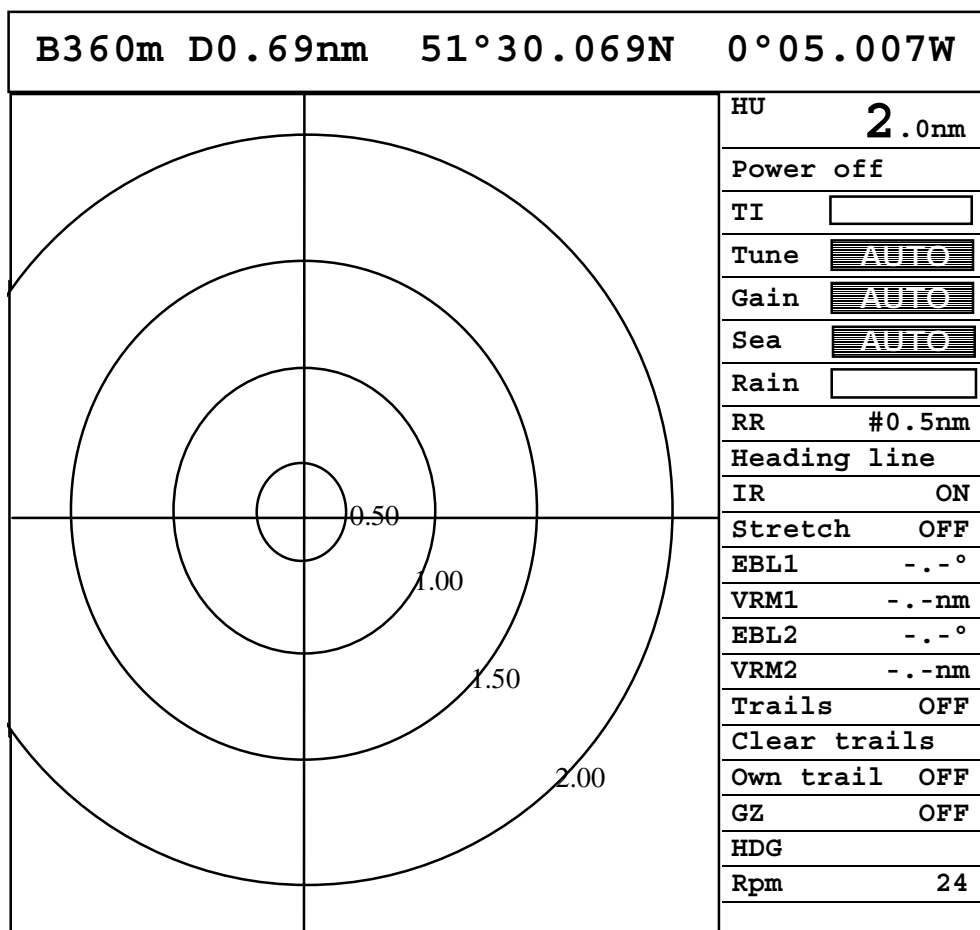 B360m D0.69nm 51°30.069N 0°05.007W
HU 2.0nm
Power off
TI
Tune AUTO
Gain AUTO
Sea AUTO
Rain
RR #0.5nm
Heading line
IR ON
Stretch OFF
EBL1 -.-°
VRM1 -.-nm
EBL2 -.-°
VRM2 -.-nm
Trails OFF
Clear trails
Own trail OFF
GZ OFF
HDG
Rpm 24
0.50
1.00
1.50
2.00